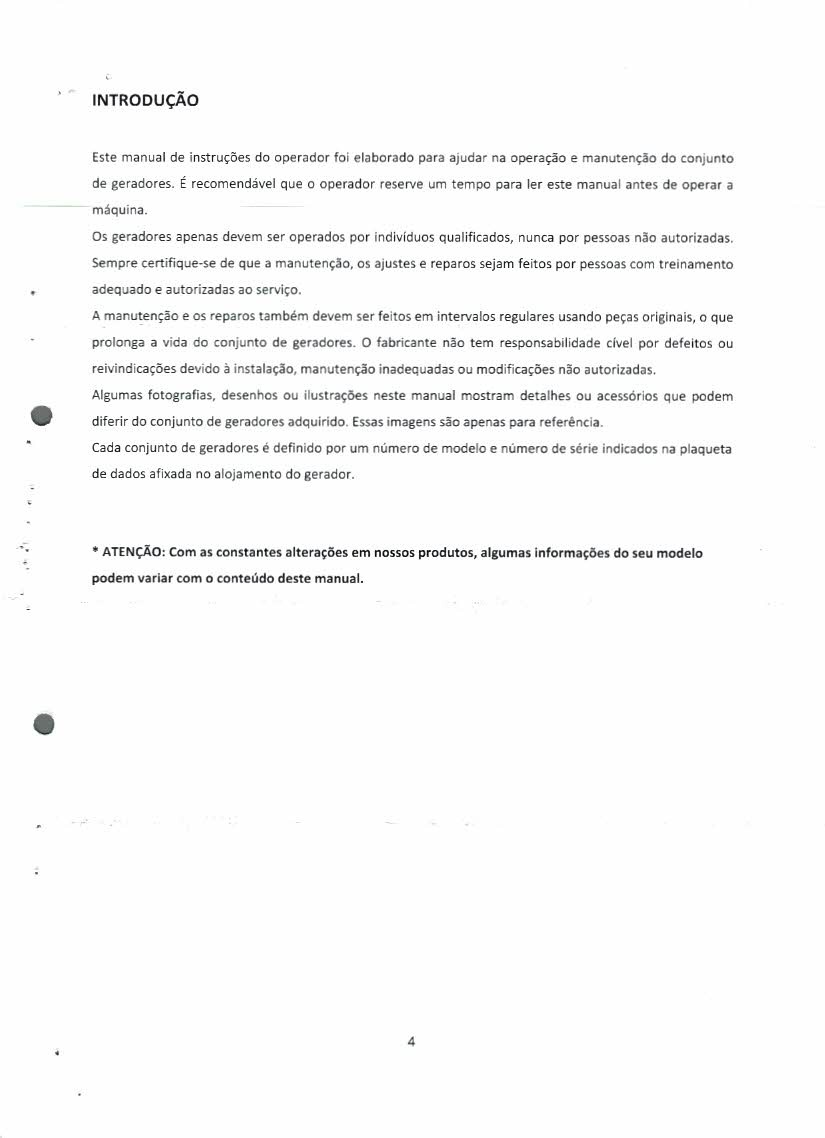 INTRODUÇÃO
Este manual de instruções do operador foi elaborado para ajudar na operação e manutenção do conjunto
de geradores. É recomendável que o operador reserve um tempo para ler este manual antes de operar a
máquina.
Os geradores apenas devem ser operados por indivíduos qualificados, nunca por pessoas não autorizadas.
Sempre certifique-se de que a manutenção, os ajustes e reparos sejam feitos por pessoas com treinamento
adequado e autorizadas ao serviço.
A manutenção e os reparos também devem ser feitos em intervalos regulares usando peças originais, o que
prolonga a vida do conjunto de geradores. O fabricante não tem responsabilidade cível por defeitos ou
reivindicações devido à instalação, manutenção inadequadas ou modificações não autorizadas.
Algumas fotografias, desenhos ou ilustrações neste manual mostram detalhes ou acessórios que podem
diferir do conjunto de geradores adquirido. Essas imagens são apenas para referência.
Cada conjunto de geradores é definido por um número de modelo e número de série indicados na plaqueta
de dados afixada no alojamento do gerador.
* ATENÇÃO: Com as constantes alterações em nossos produtos, algumas informações do seu modelo
podem variar com o conteúdo deste manual.
4